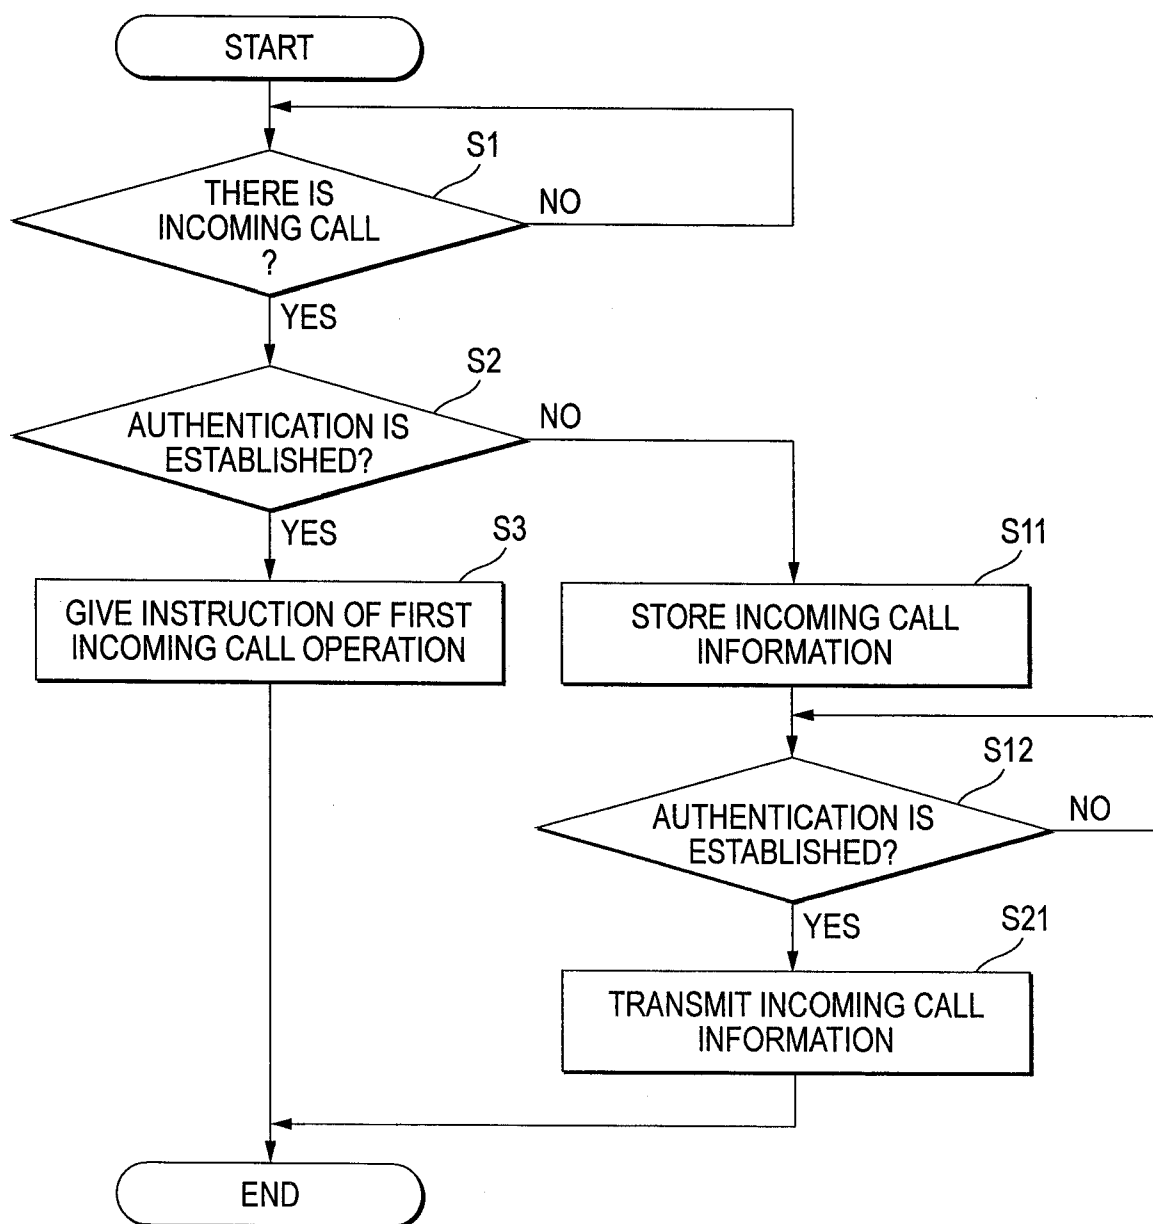 START
S1
THERE IS
INCOMING CALL
?
NO
YES
S2
AUTHENTICATION IS
ESTABLISHED?
NO
YES
S3
GIVE INSTRUCTION OF FIRST
INCOMING CALL OPERATION
S11
STORE INCOMING CALL
INFORMATION
S12
AUTHENTICATION IS
ESTABLISHED?
NO
YES
S21
TRANSMIT INCOMING CALL
INFORMATION
END